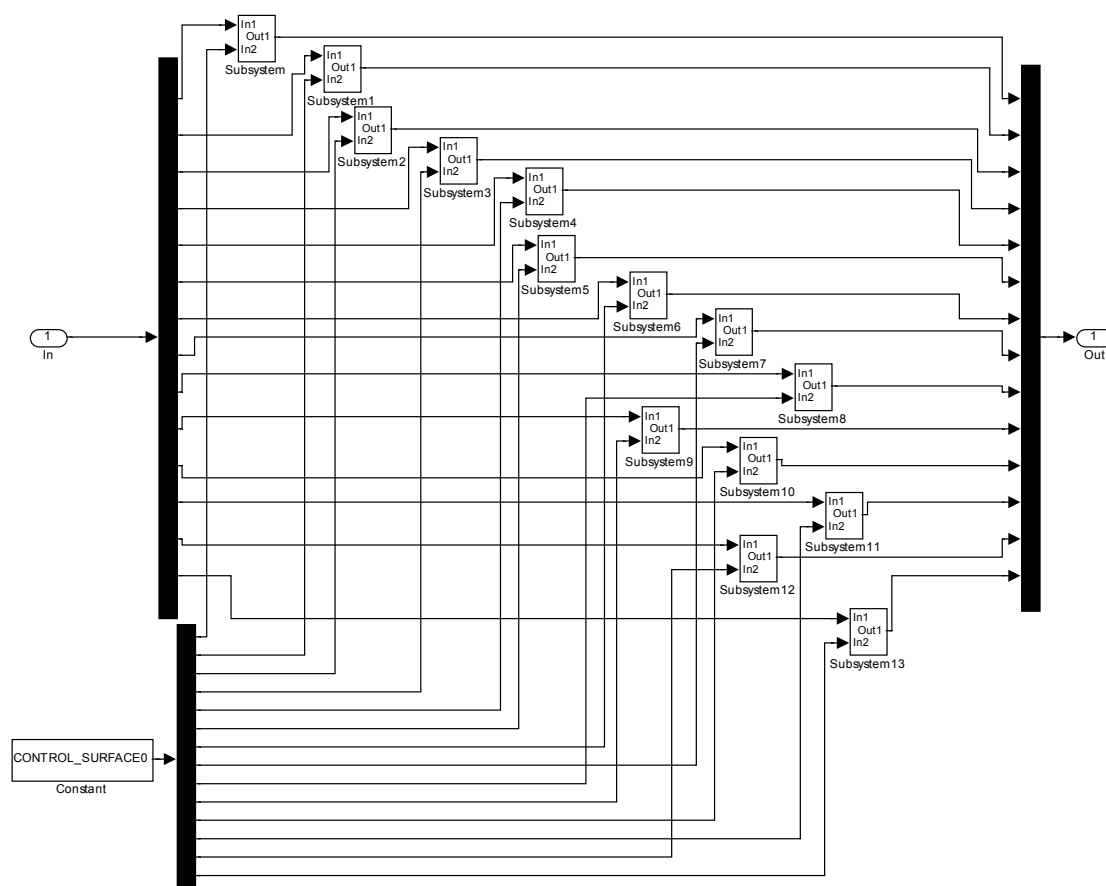 In1
Out1
In2
Subsystem
In1
Out1
In2
Subsystem1
In1
Out1
In2
Subsystem2
In1
Out1
In2
Subsystem3
In1
Out1
In2
Subsystem4
In1
Out1
In2
Subsystem5
In1
Out1
In2
Subsystem6
In1
Out1
In2
Subsystem7
1
In
1
Out
In1
Out1
In2
Subsystem8
In1
Out1
In2
Subsystem9
In1
Out1
In2
Subsystem10
In1
Out1
In2
Subsystem11
In1
Out1
In2
Subsystem12
In1
Out1
In2
Subsystem13
CONTROL_SURFACE0
Constant